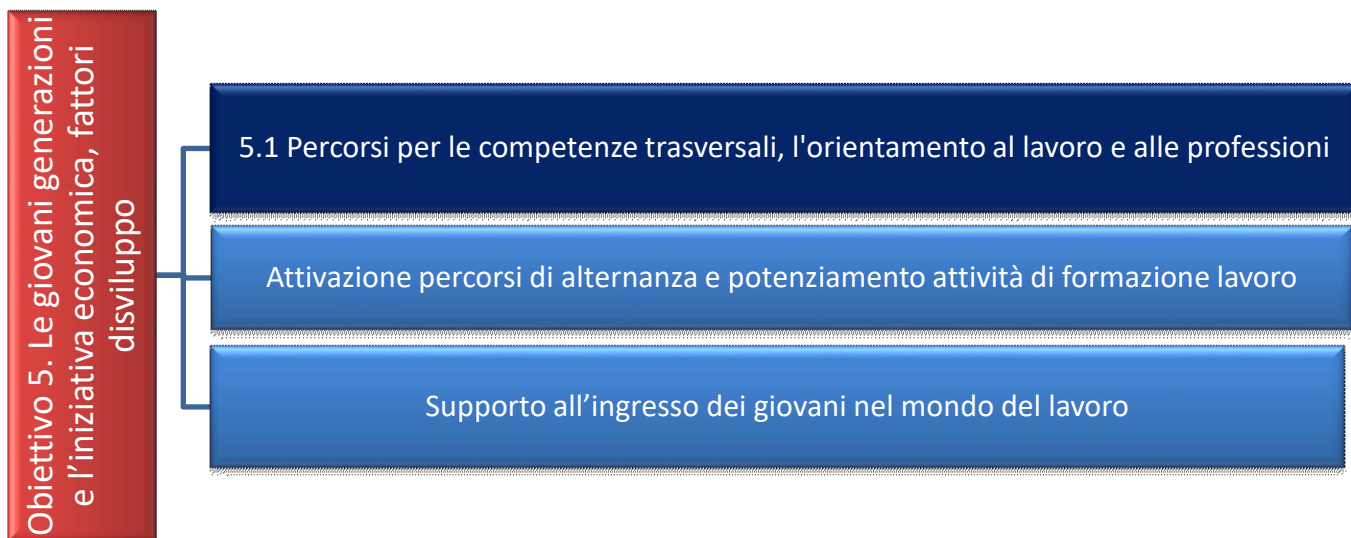 Obiettivo 5. Le giovani generazioni
e l’iniziativa economica, fattori
disviluppo
5.1 Percorsi per le competenze trasversali, l'orientamento al lavoro e alle professioni
Attivazione percorsi di alternanza e potenziamento attività di formazione lavoro
Supporto all’ingresso dei giovani nel mondo del lavoro